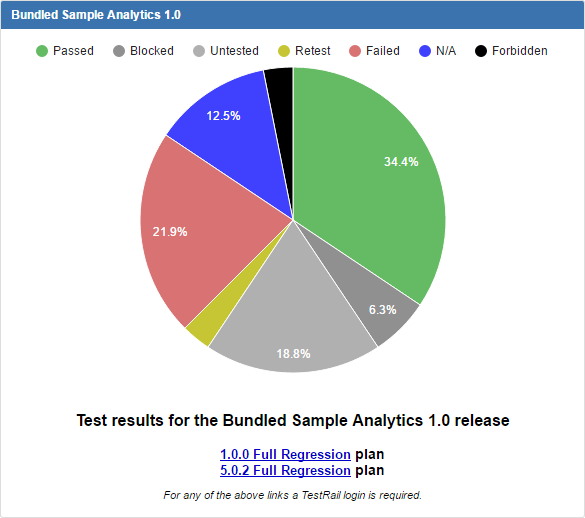 Bundled Sample Analytics 1.0
Passed Blocked Untested Retest Failed N/A Forbidden
12.5%
34.4%
21.9%
6.3%
18.8%
Test results for the Bundled Sample Analytics 1.0 release
1.0.0 Full Regression plan
5.0.2 Full Regression plan
For any of the above links a TestRail login is required.